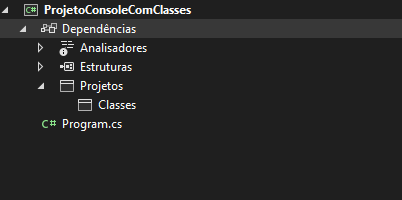 C# ProjetoConsoleComClasses
Dependências
Analisadores
Estruturas
Projetos
Classes
C# Program.cs